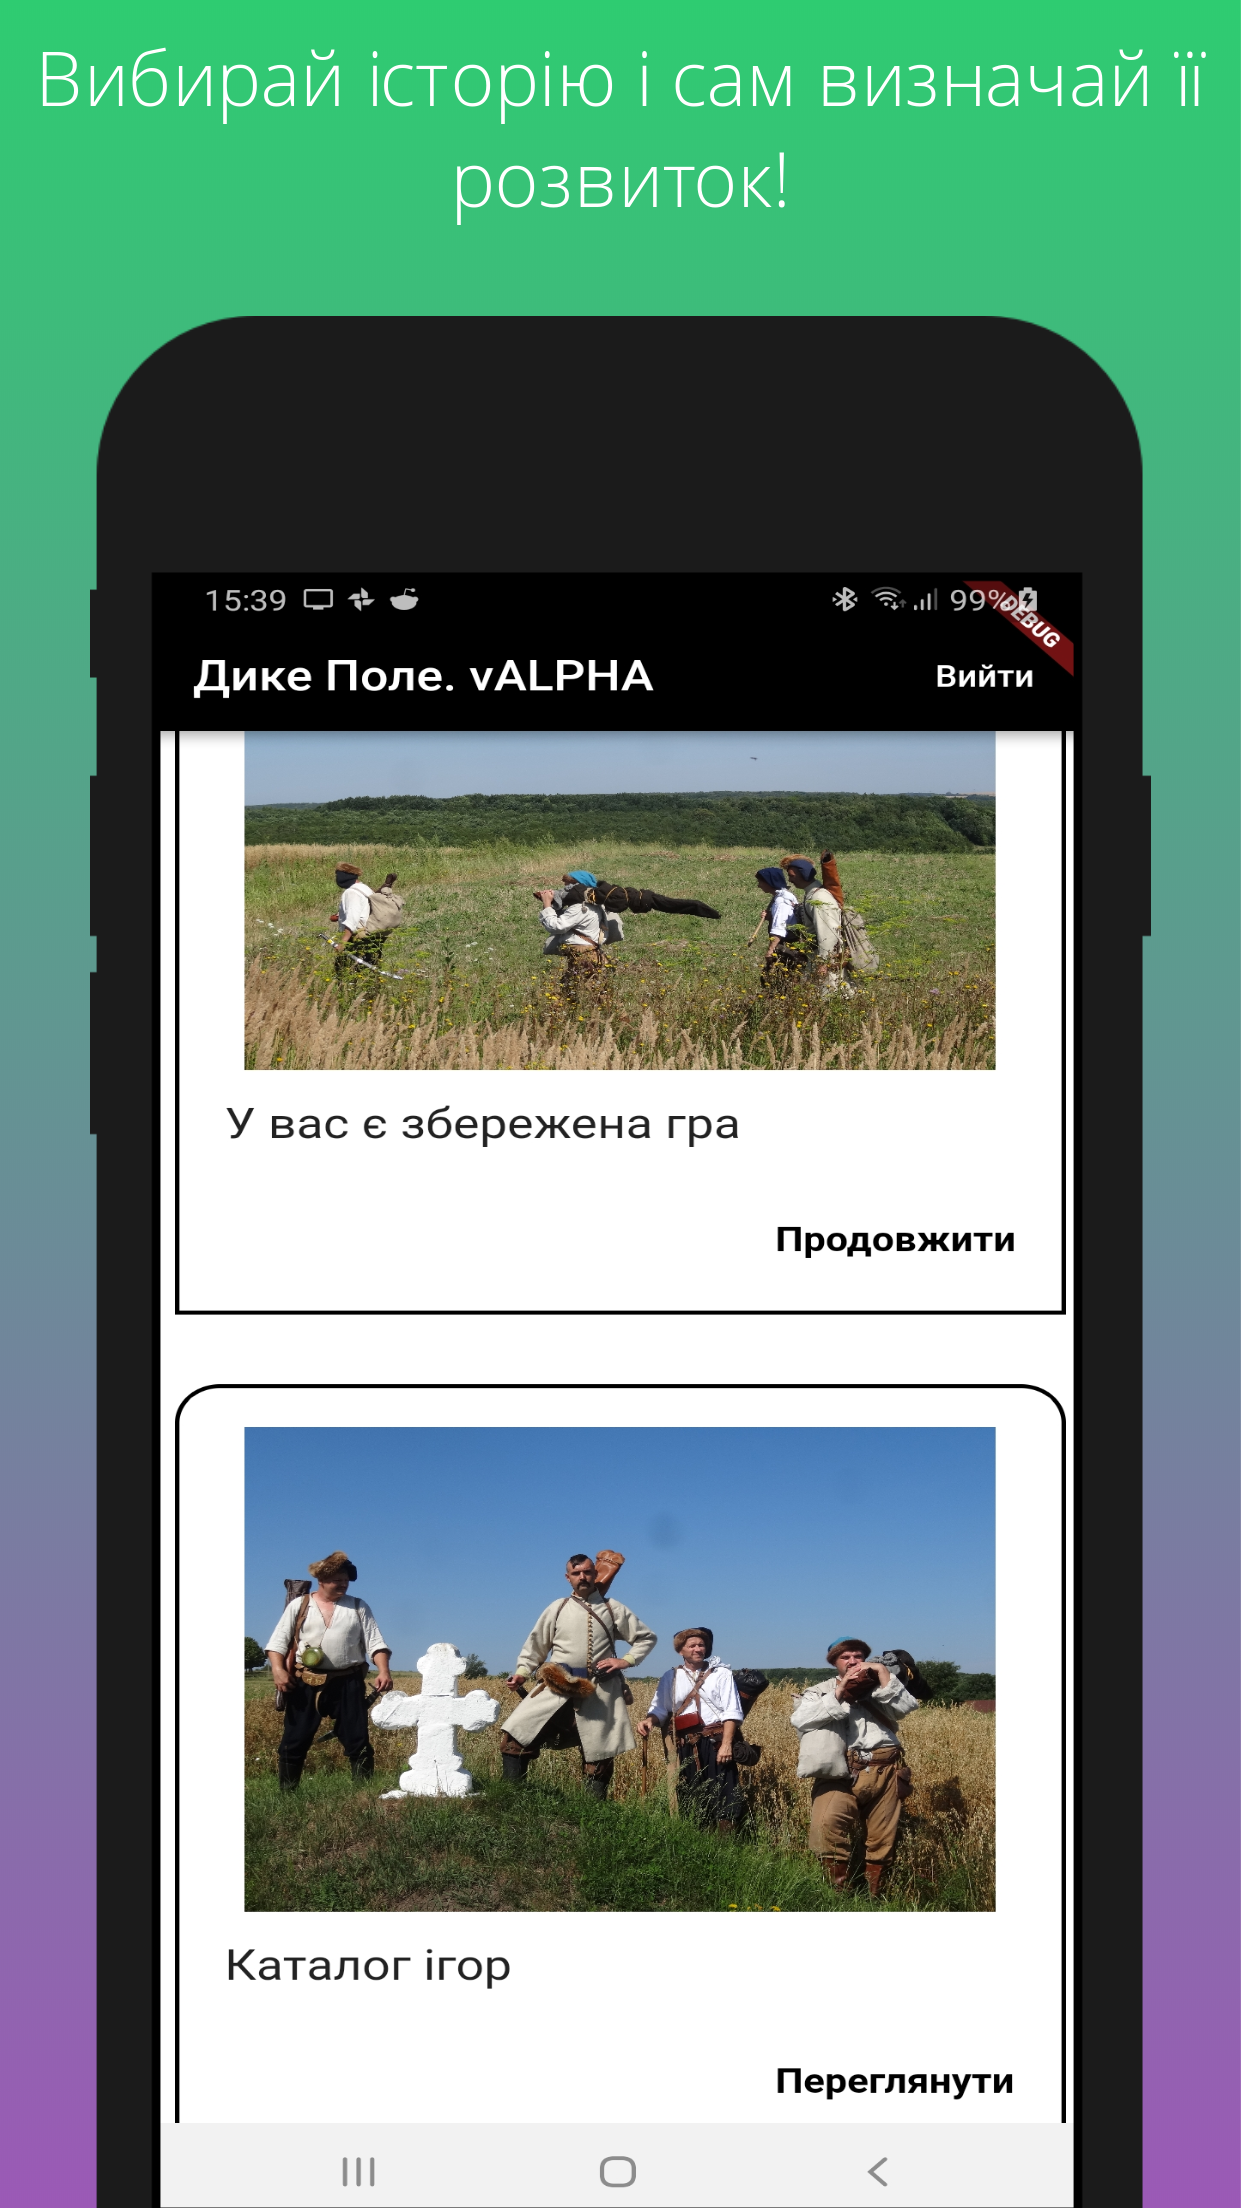 Вибирай історію і сам визначай її
розвиток!
15:39 99%
DEBUG
Дике Поле. vALPHA Вийти
У вас є збережена гра
Продовжити
Каталог ігор
Переглянути